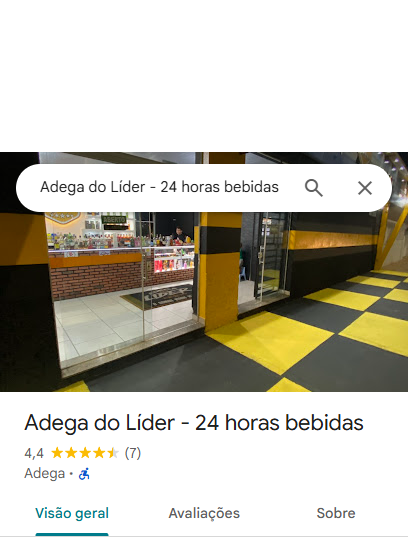 Adega do Líder - 24 horas bebidas
ABERTO
Adega do Líder - 24 horas bebidas
4,4 (7)
Adega ·
Visão geral
Avaliações
Sobre